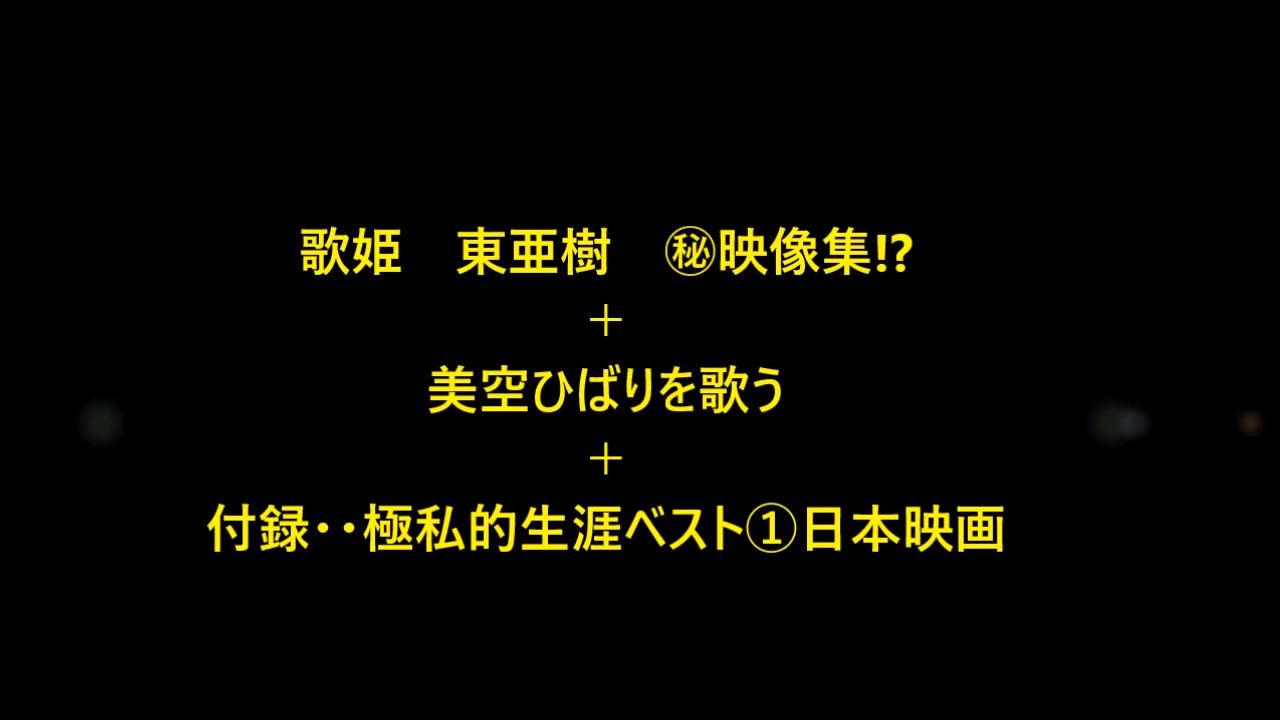 歌姫　東亜樹　㊙映像集!?
＋
美空ひばりを歌う
＋
付録・・極私的生涯ベスト①日本映画